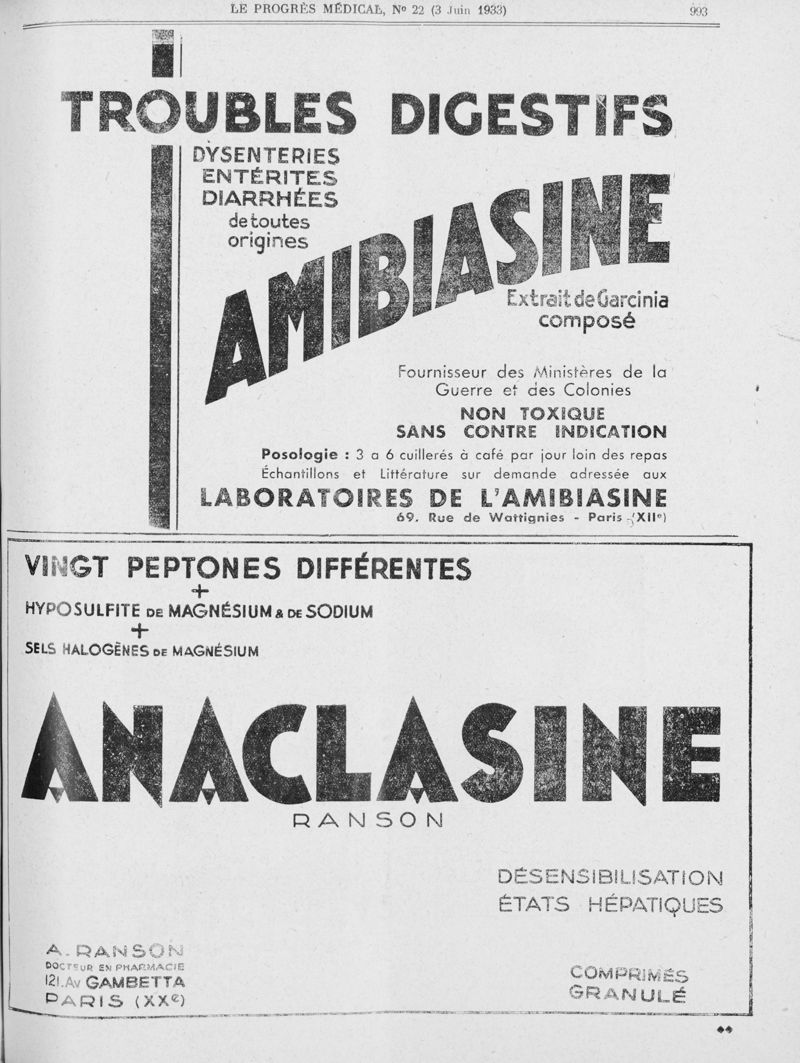 LE PROGRÈS MÉDICAL, No 22 (3 Juin 1933)
993
TROUBLES DIGESTIFS
DYSENTERIES
ENTÉRITES
DIARRHÉES
de toutes
origines
AMIBIASINE
Extrait de Garcinia
composé
Fournisseur des Ministères de la
Guerre et des Colonies
NON TOXIQUE
SANS CONTRE INDICATION
Posologie : 3 a 6 cuillerés à café par jour loin des repas
Échantillons et Littérature sur demande adressée aux
LABORATOIRES DE L'AMIBIASINE
69. Rue de Wattignies - Paris (XIIe)
VINGT PEPTONES DIFFÉRENTES
+
HYPOSULFITE DE MAGNÉSIUM & DE SODIUM
+
SELS HALOGÈNES DE MAGNÉSIUM
ANACLASINE
RANSON
DÉSENSIBILISATION
ÉTATS HÉPATIQUES
A. RANSON
DOCTEUR EN PHARMACIE
121. Av GAMBETTA
PARIS (XXe)
COMPRIMÉS
GRANULÉ